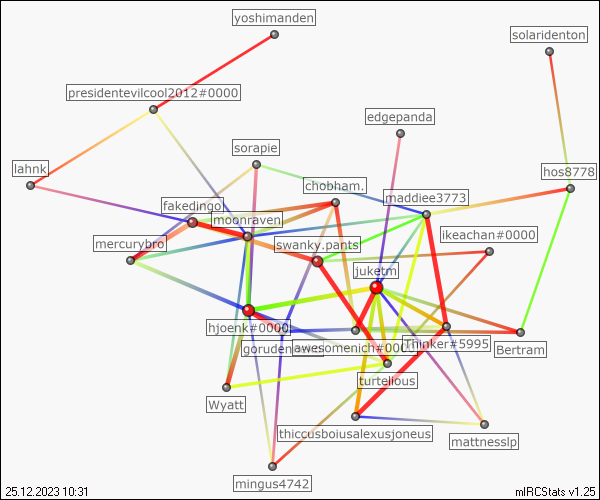 yoshimanden
solaridenton
presidentevilcool2012#0000
edgepanda
sorapie
lahnk
hos8778
chobham.
maddiee3773
fakedingo
moonraven
ikeachan#0000
mercurybro
swanky.pants
juketm
hjoenk#0000
Thinker#5995
gorudenawes
awesomenich#000
Bertram
turtelious
Wyatt
thiccusboiusalexusjoneus
mattnesslp
mingus4742
25.12.2023 10:31
mIRCStats v1.25